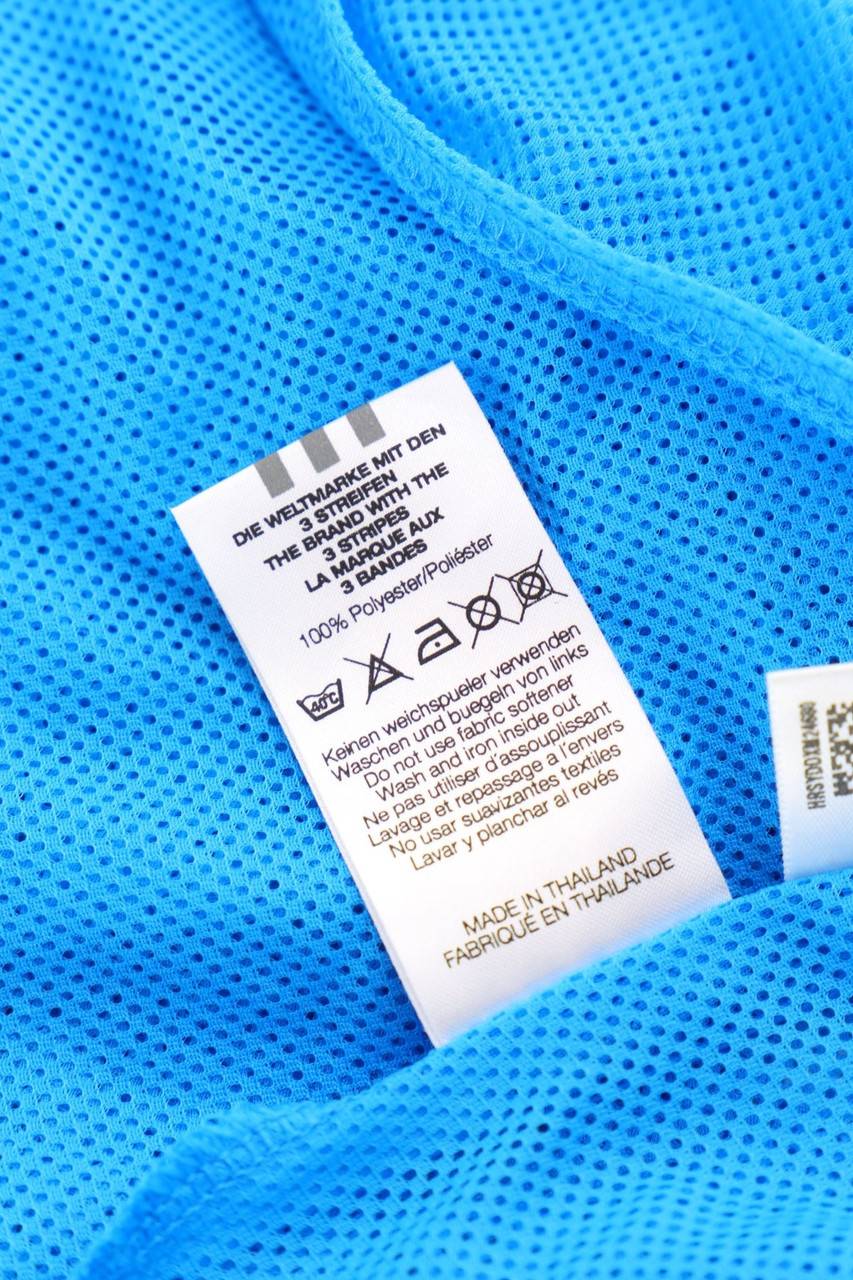 DIE WELTMARKE MIT DEN
3 STREIFEN
THE BRAND WITH THE
3 STRIPES
LA MARQUE AUX
3 BANDES
100% Polyester/Poliéster
40°C
Keinen weichspueler verwenden
Waschen und buegeln von links
Do not use fabric softener
Wash and iron inside out
Ne pas utiliser d'assouplissant
Lavage et repassage a l'envers
No usar suavizantes textiles
Lavar y planchar al revés
MADE IN THAILAND
FABRIQUÉ EN THAILANDE